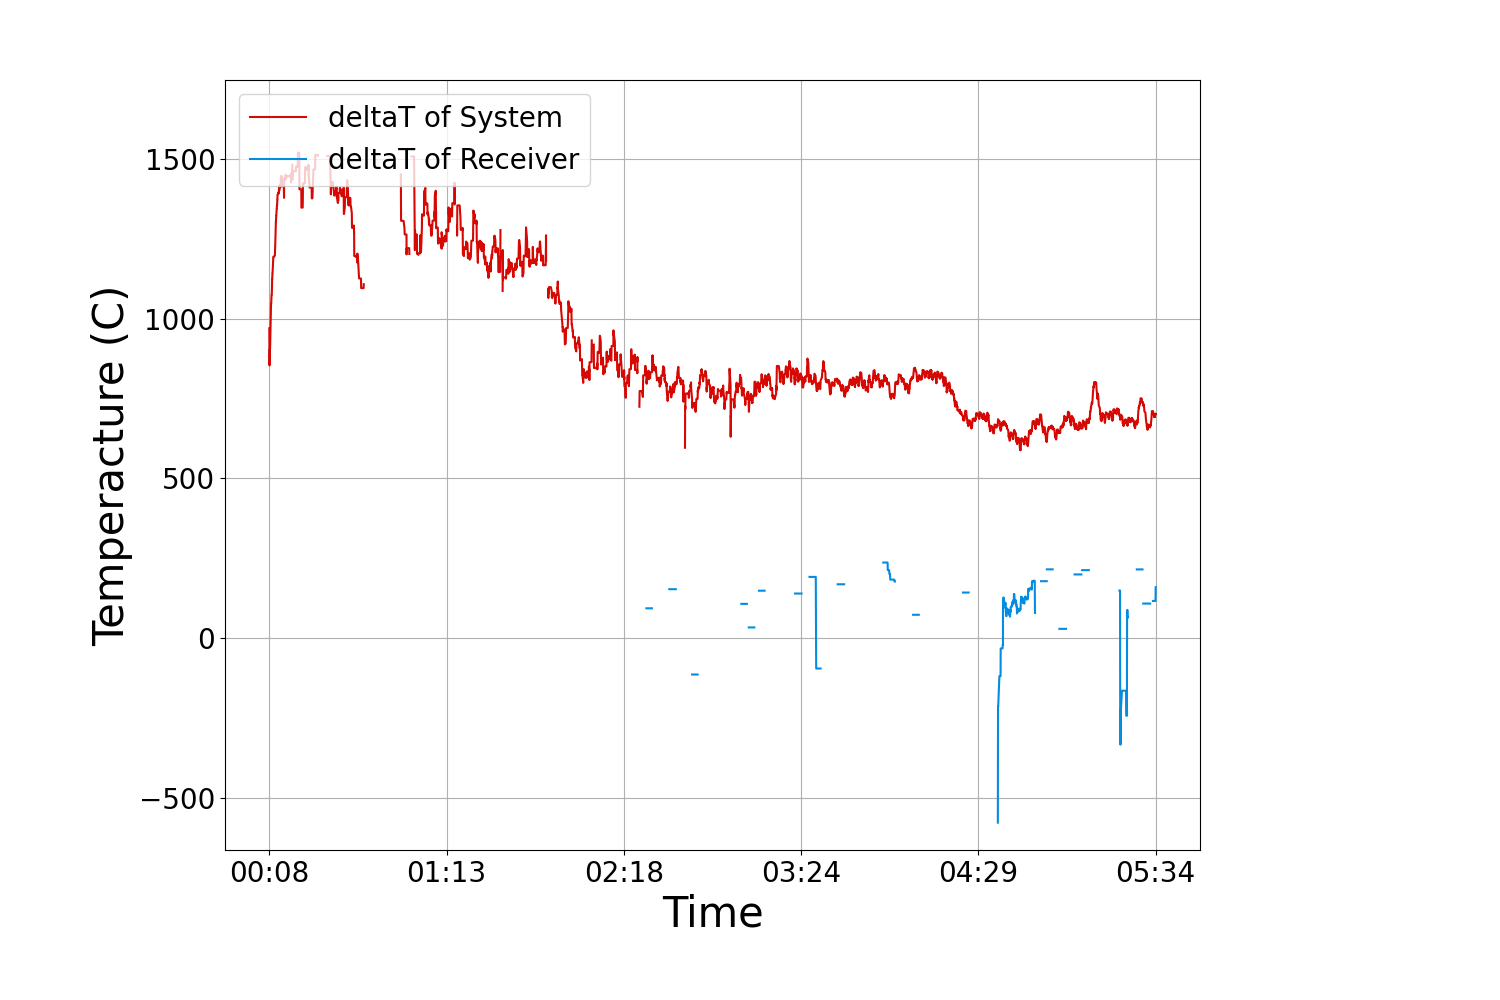 deltaT of System
deltaT of Receiver
1500
1000
500
0
−500
Temperacture (C)
00:08 01:13 02:18 03:24 04:29 05:34
Time